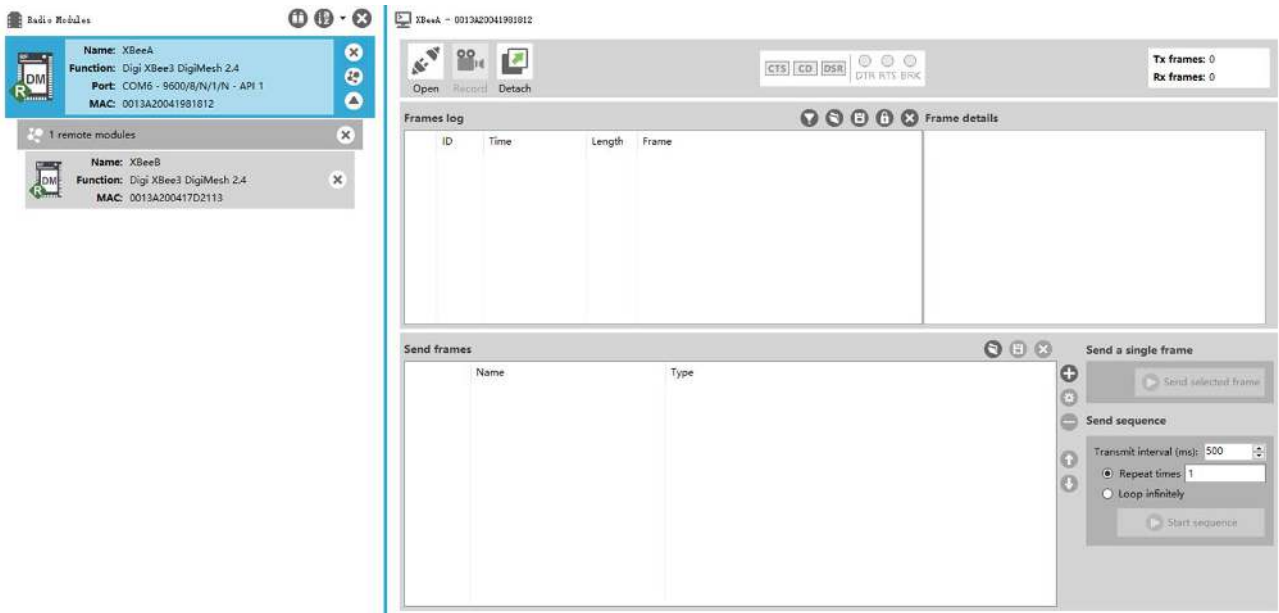 Radio Modules
Name: XBeeA
Function: Digi XBee3 DigiMesh 2.4
Port: COM6 - 9600/8/N/1/N - API 1
MAC: 0013A20041981812
DM
R
1 remote modules
Name: XBeeB
Function: Digi XBee3 DigiMesh 2.4
MAC: 0013A200417D2113
DM
R
XBeeA - 0013A20041981812
Open
Record
Detach
CTS CD DSR
DTR RTS BRK
Tx frames: 0
Rx frames: 0
Frames log
ID Time Length Frame
Frame details
Send frames
Name Type
Send a single frame
Send selected frame
Send sequence
Transmit interval (ms): 500
Repeat times 1
Loop infinitely
Start sequence